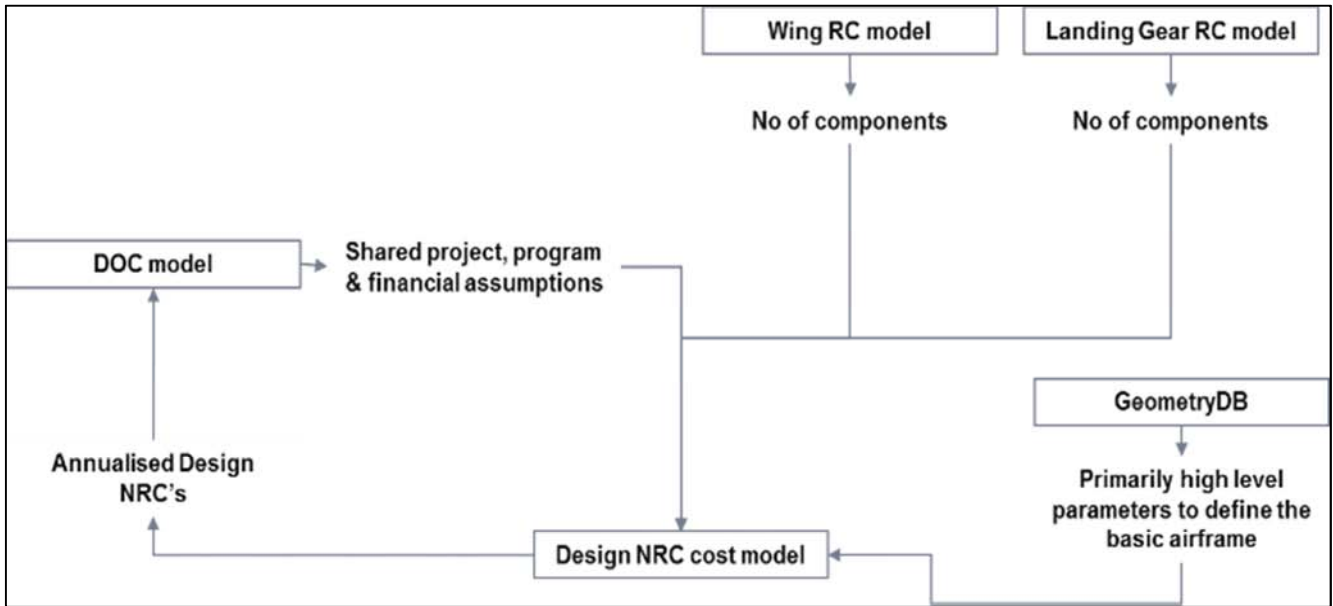 Wing RC model
Landing Gear RC model
No of components
No of components
DOC model
Shared project, program
& financial assumptions
GeometryDB
Annualised Design
NRC's
Primarily high level
parameters to define the
basic airframe
Design NRC cost model